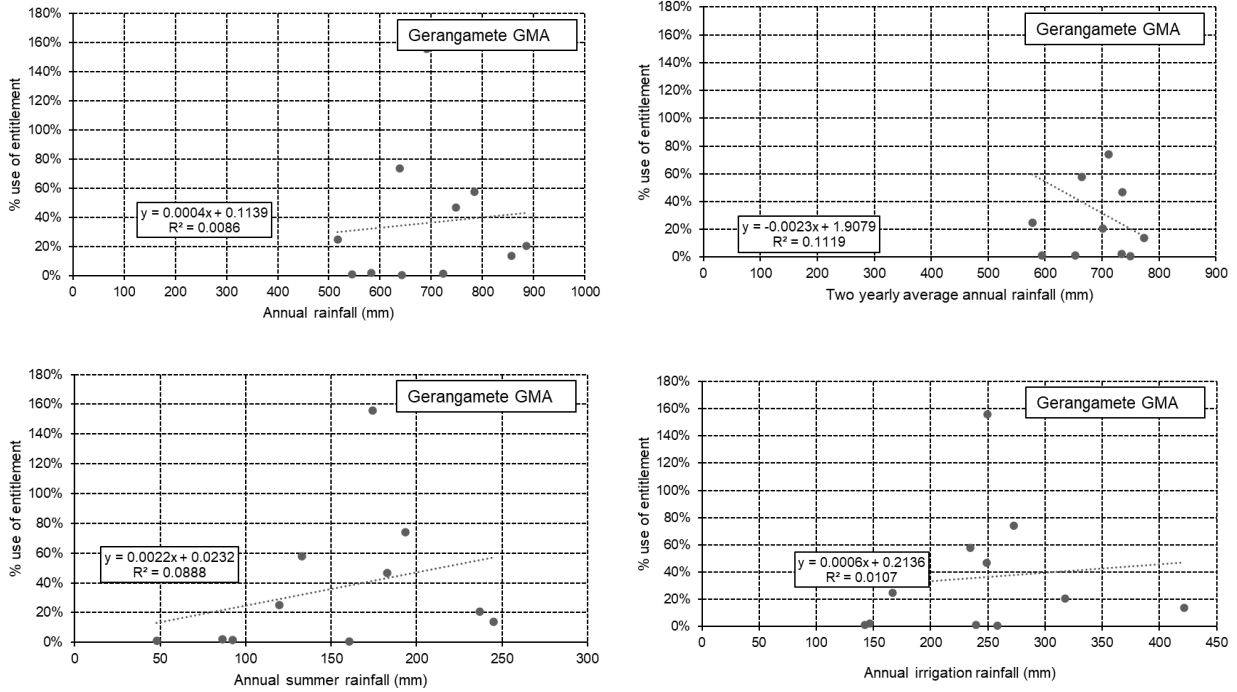 180%
160%
140%
120%
100%
80%
60%
40%
20%
0%
% use of entitlement
Gerangamete GMA
y = 0.0004x + 0.1139
R² = 0.0086
0 100 200 300 400 500 600 700 800 900 1000
Annual rainfall (mm)
180%
160%
140%
120%
100%
80%
60%
40%
20%
0%
% use of entitlement
Gerangamete GMA
y = -0.0023x + 1.9079
R² = 0.1119
0 100 200 300 400 500 600 700 800 900
Two yearly average annual rainfall (mm)
180%
160%
140%
120%
100%
80%
60%
40%
20%
0%
% use of entitlement
Gerangamete GMA
y = 0.0022x + 0.0232
R² = 0.0888
0 50 100 150 200 250 300
Annual summer rainfall (mm)
180%
160%
140%
120%
100%
80%
60%
40%
20%
0%
% use of entitlement
Gerangamete GMA
y = 0.0006x + 0.2136
R² = 0.0107
0 50 100 150 200 250 300 350 400 450
Annual irrigation rainfall (mm)